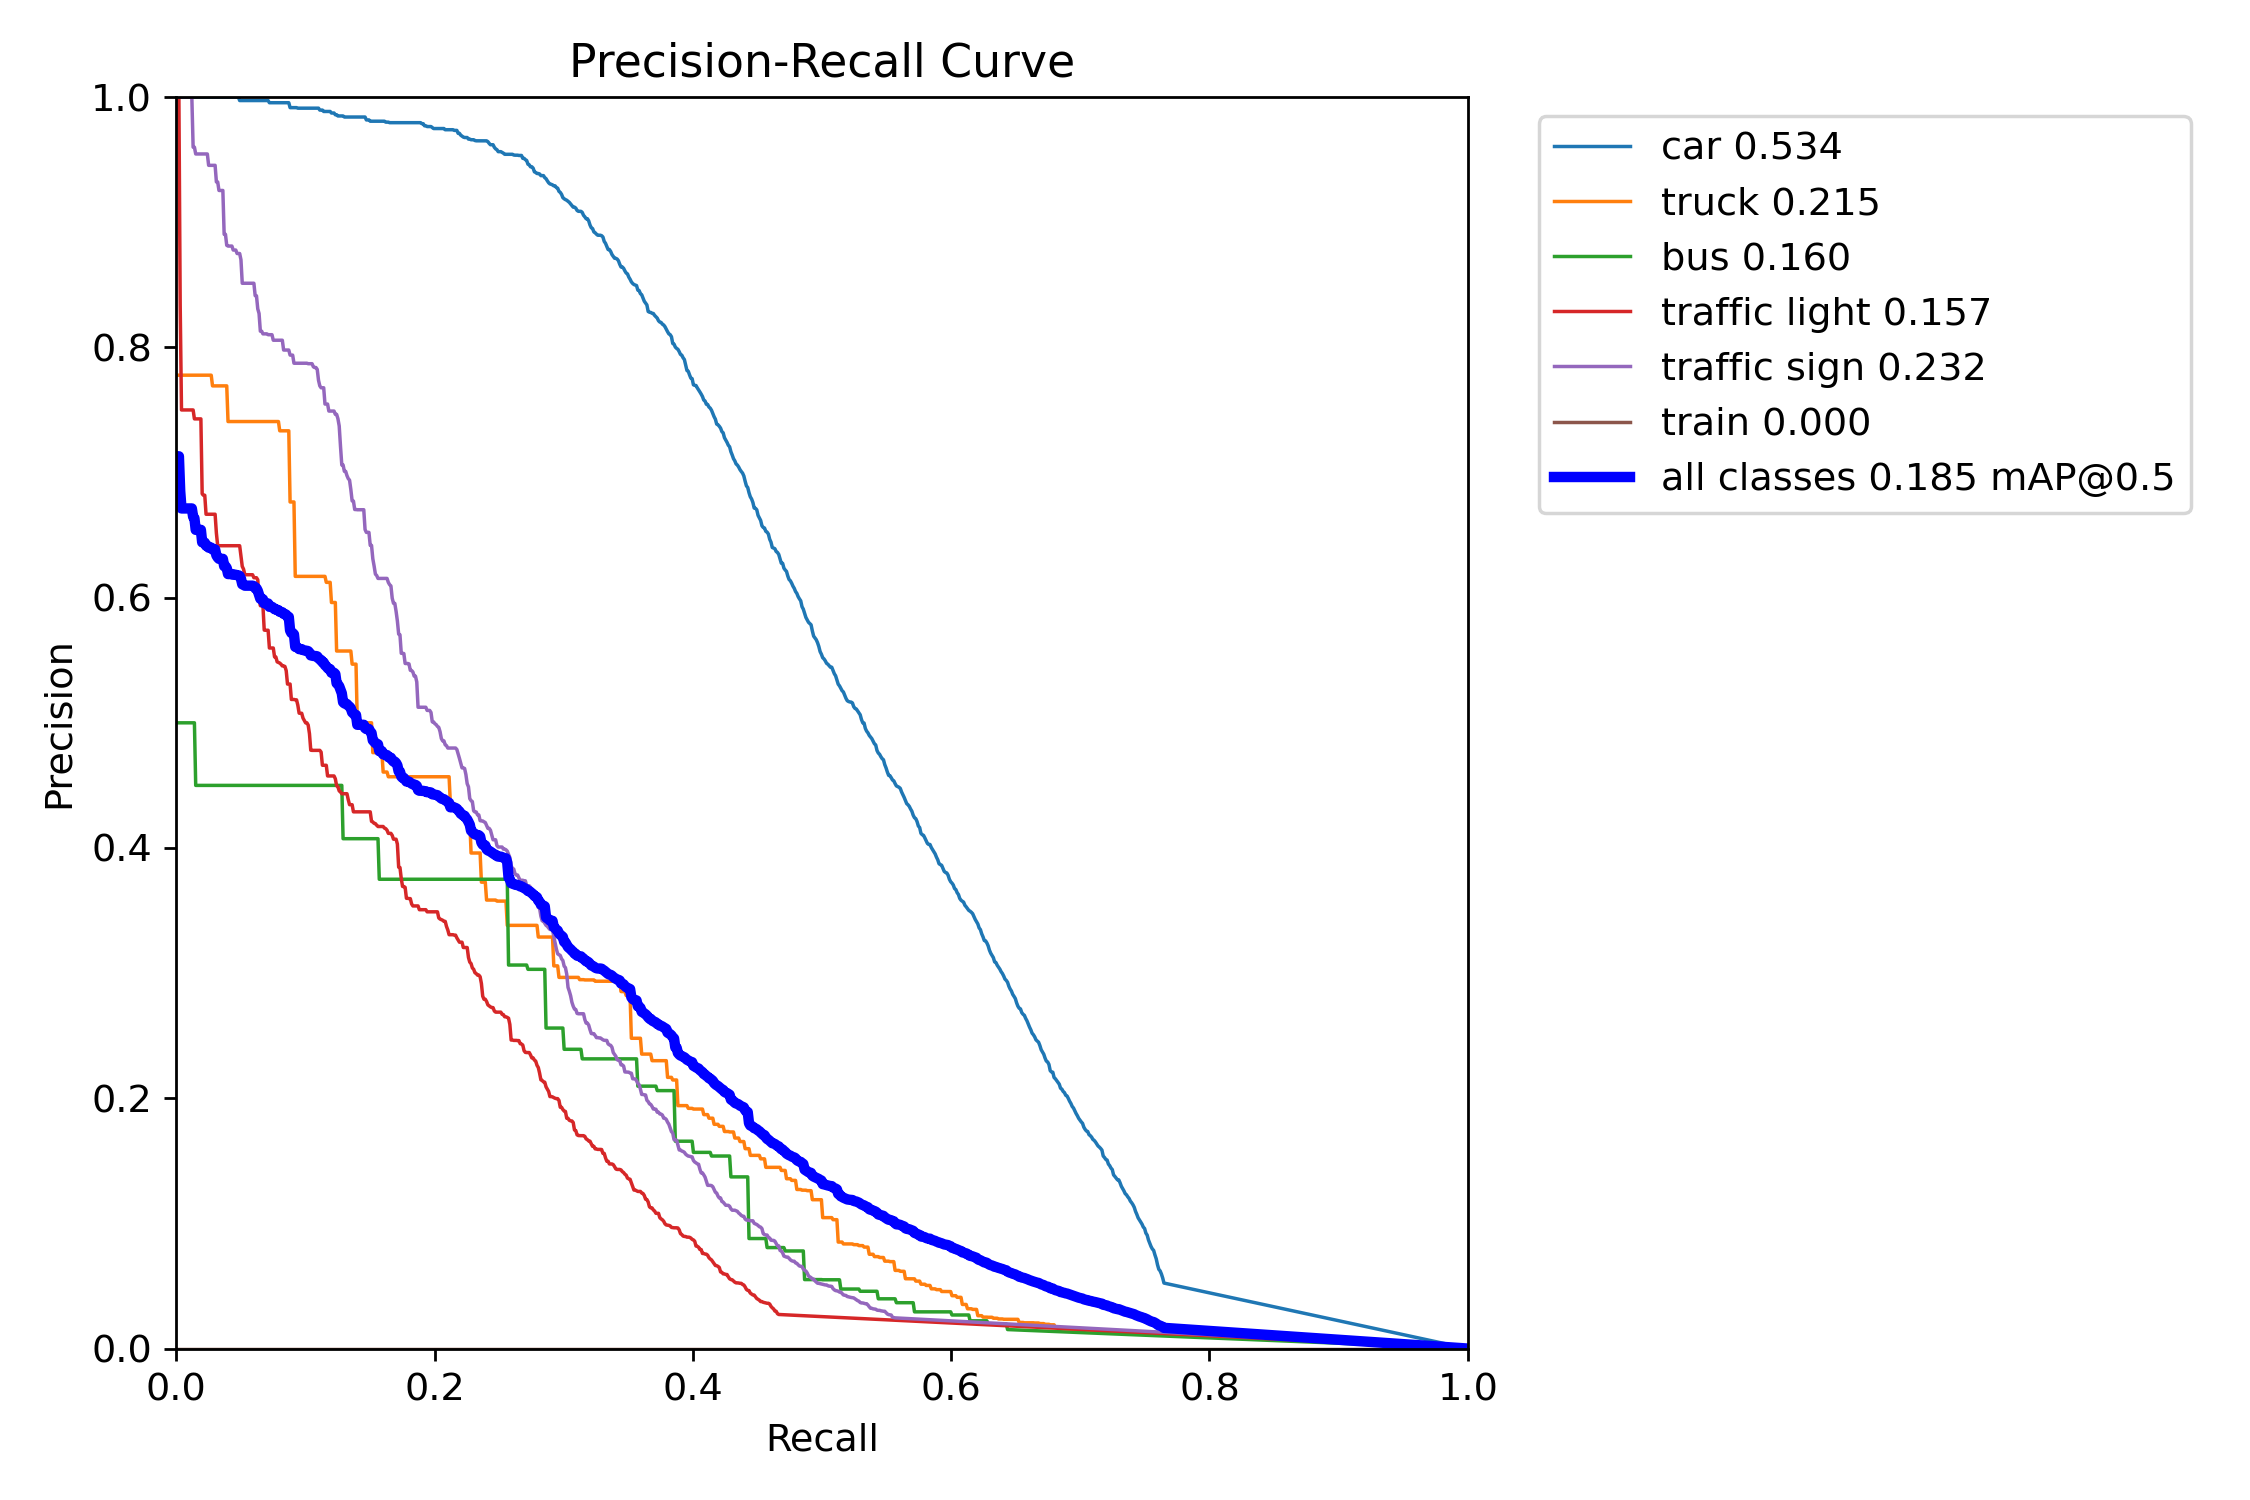 Precision-Recall Curve
1.0
0.8
0.6
0.4
0.2
0.0
Precision
0.0 0.2 0.4 0.6 0.8 1.0
Recall
car 0.534
truck 0.215
bus 0.160
traffic light 0.157
traffic sign 0.232
train 0.000
all classes 0.185 mAP@0.5